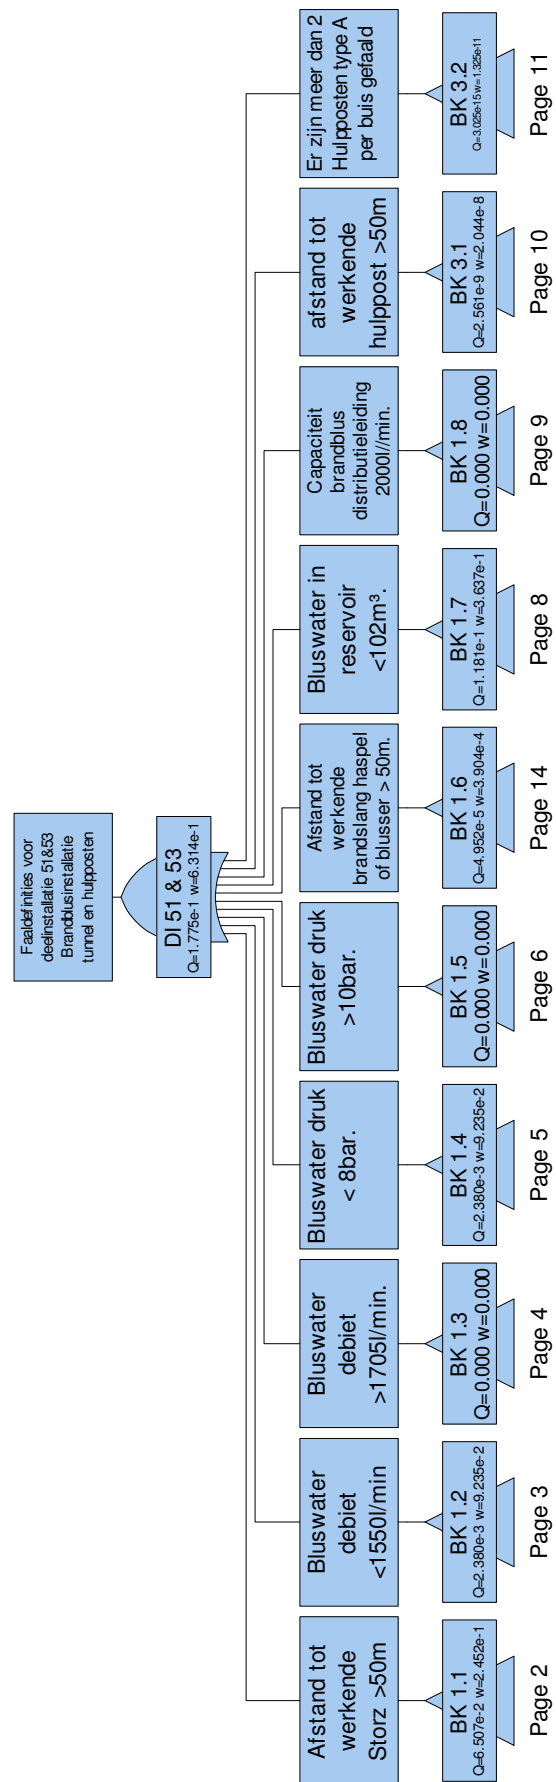 Faaldefinities voor
deelinstallatie 51&53
Brandblusinstallatie
tunnel en hulpposten
DI 51 & 53
Q=1.775e-1 w=6.314e-1
Afstand tot
werkende
Storz >50m
BK 1.1
Q=6.507e-2 w=2.452e-1
Page 2
Bluswater
debiet
<1550l/min
BK 1.2
Q=2.380e-3 w=9.235e-2
Page 3
Bluswater
debiet
>1705l/min.
BK 1.3
Q=0.000 w=0.000
Page 4
Bluswater druk
< 8bar.
BK 1.4
Q=2.380e-3 w=9.235e-2
Page 5
Bluswater druk
>10bar.
BK 1.5
Q=0.000 w=0.000
Page 6
Afstand tot
werkende
brandslang haspel
of blusser > 50m.
BK 1.6
Q=4.952e-5 w=3.904e-4
Page 14
Bluswater in
reservoir
<102m³.
BK 1.7
Q=1.181e-1 w=3.637e-1
Page 8
Capaciteit
brandblus
distributieleiding
2000l//min.
BK 1.8
Q=0.000 w=0.000
Page 9
afstand tot
werkende
hulppost >50m
BK 3.1
Q=2.561e-9 w=2.044e-8
Page 10
Er zijn meer dan 2
Hulpposten type A
per buis gefaald
BK 3.2
Q=3.025e-15 w=1.325e-11
Page 11